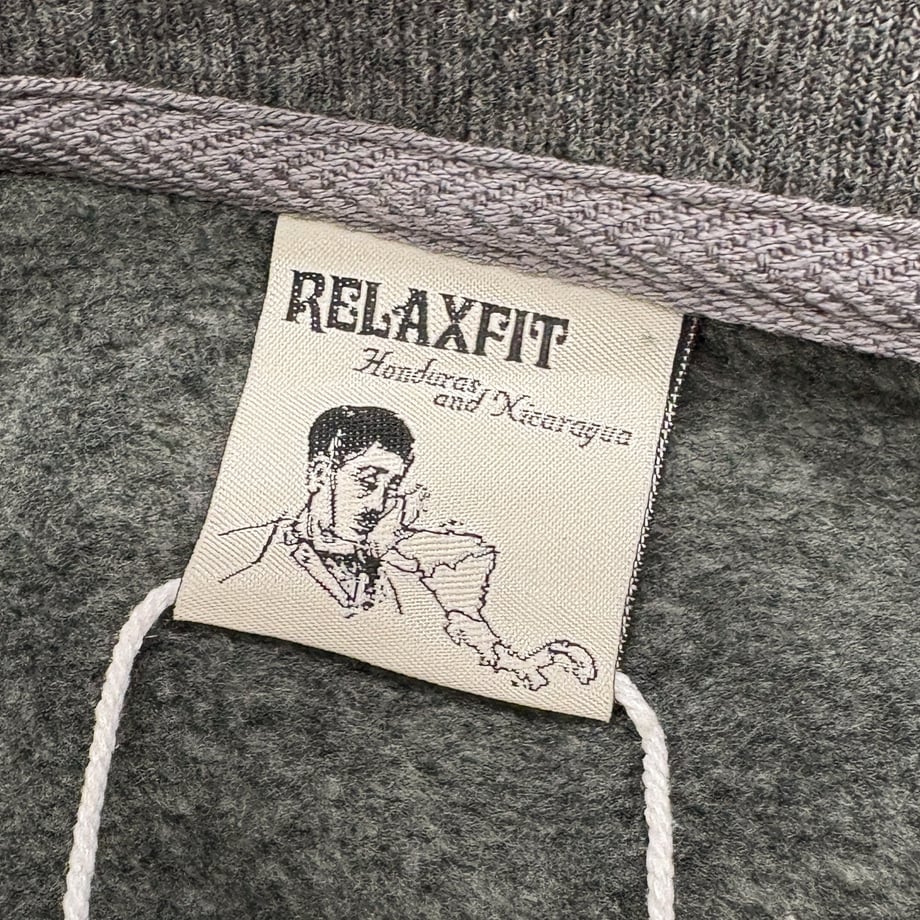 RELAXFIT
Honduras
and Nicaragua